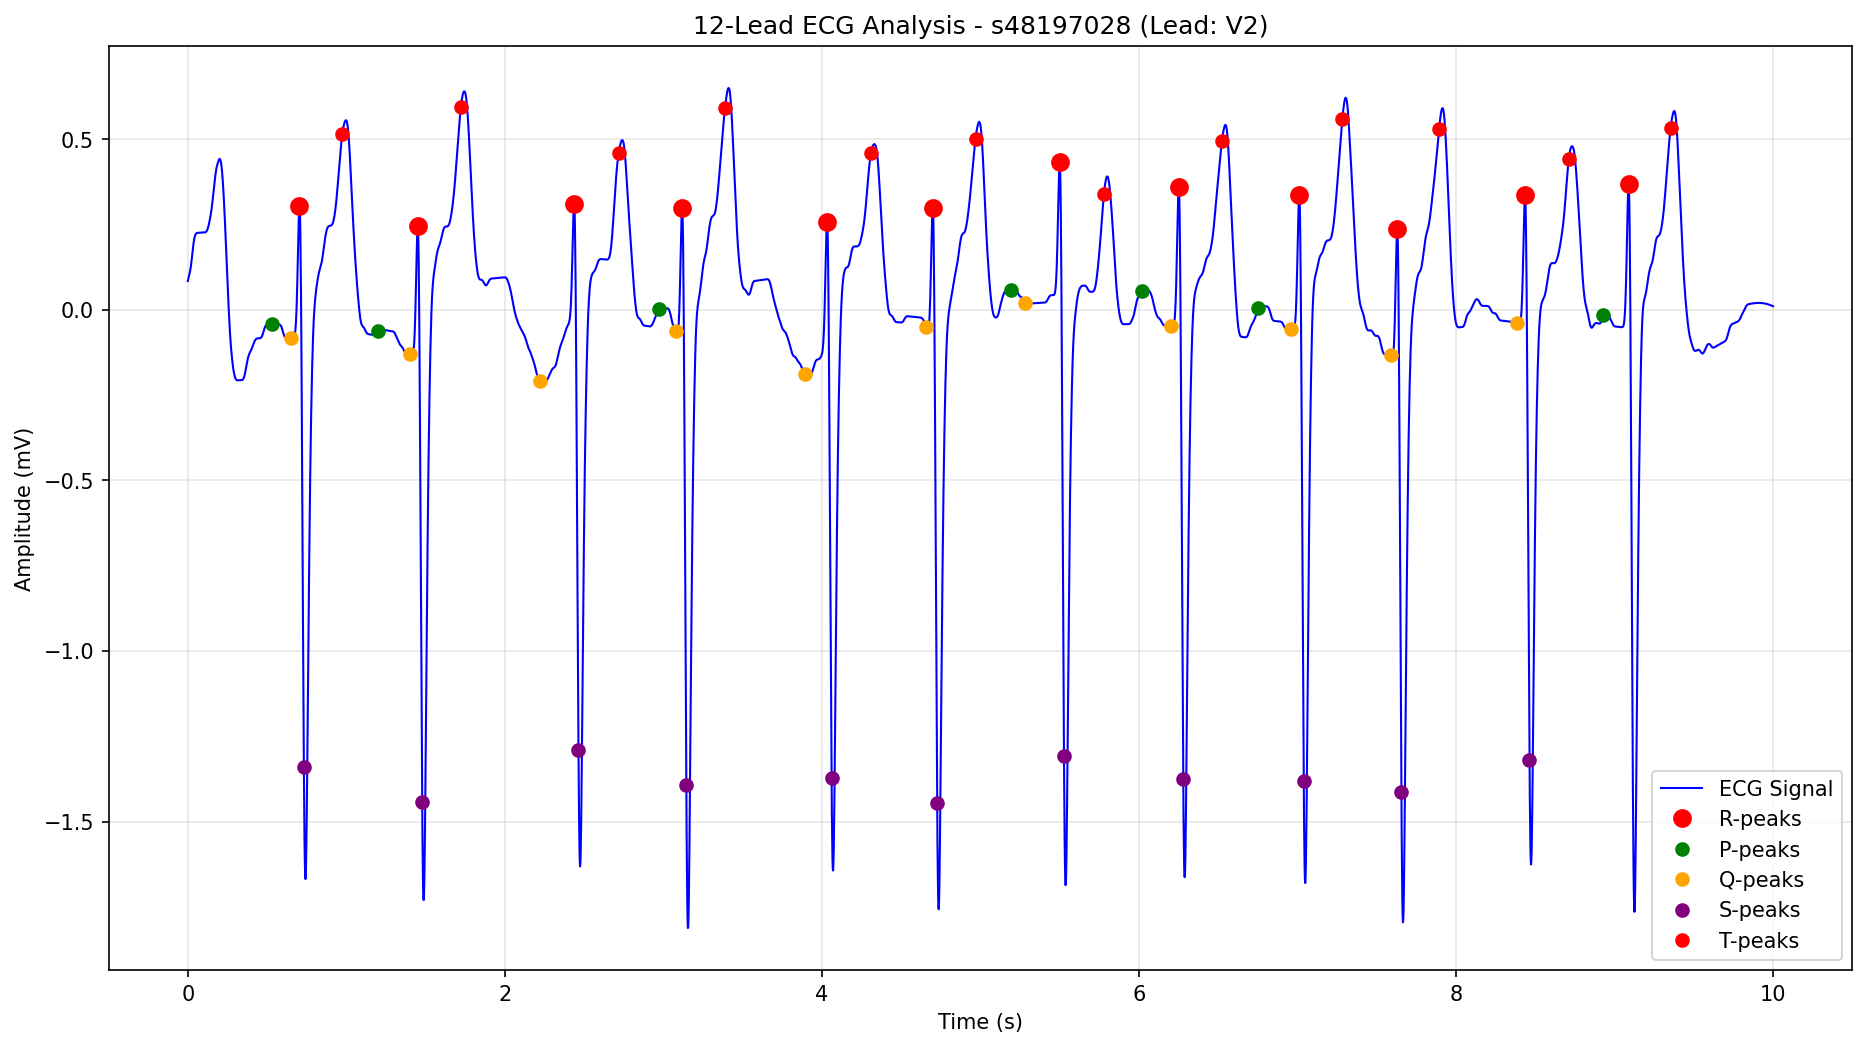 12-Lead ECG Analysis - s48197028 (Lead: V2)
Amplitude (mV)
0.5
0.0
−0.5
−1.0
−1.5
0 2 4 6 8 10
Time (s)
ECG Signal
R-peaks
P-peaks
Q-peaks
S-peaks
T-peaks